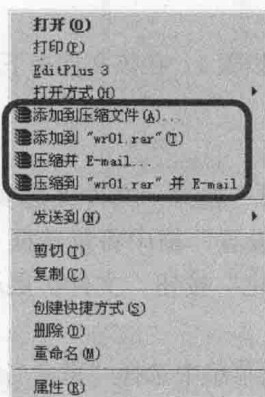 打开(O)
打印(P)
EditPlus 3
打开方式(H)
添加到压缩文件(A)...
添加到 "wr01.rar"(T)
压缩并 E-mail...
压缩到 "wr01.rar" 并 E-mail
发送到(N)
剪切(T)
复制(C)
创建快捷方式(S)
删除(D)
重命名(M)
属性(R)